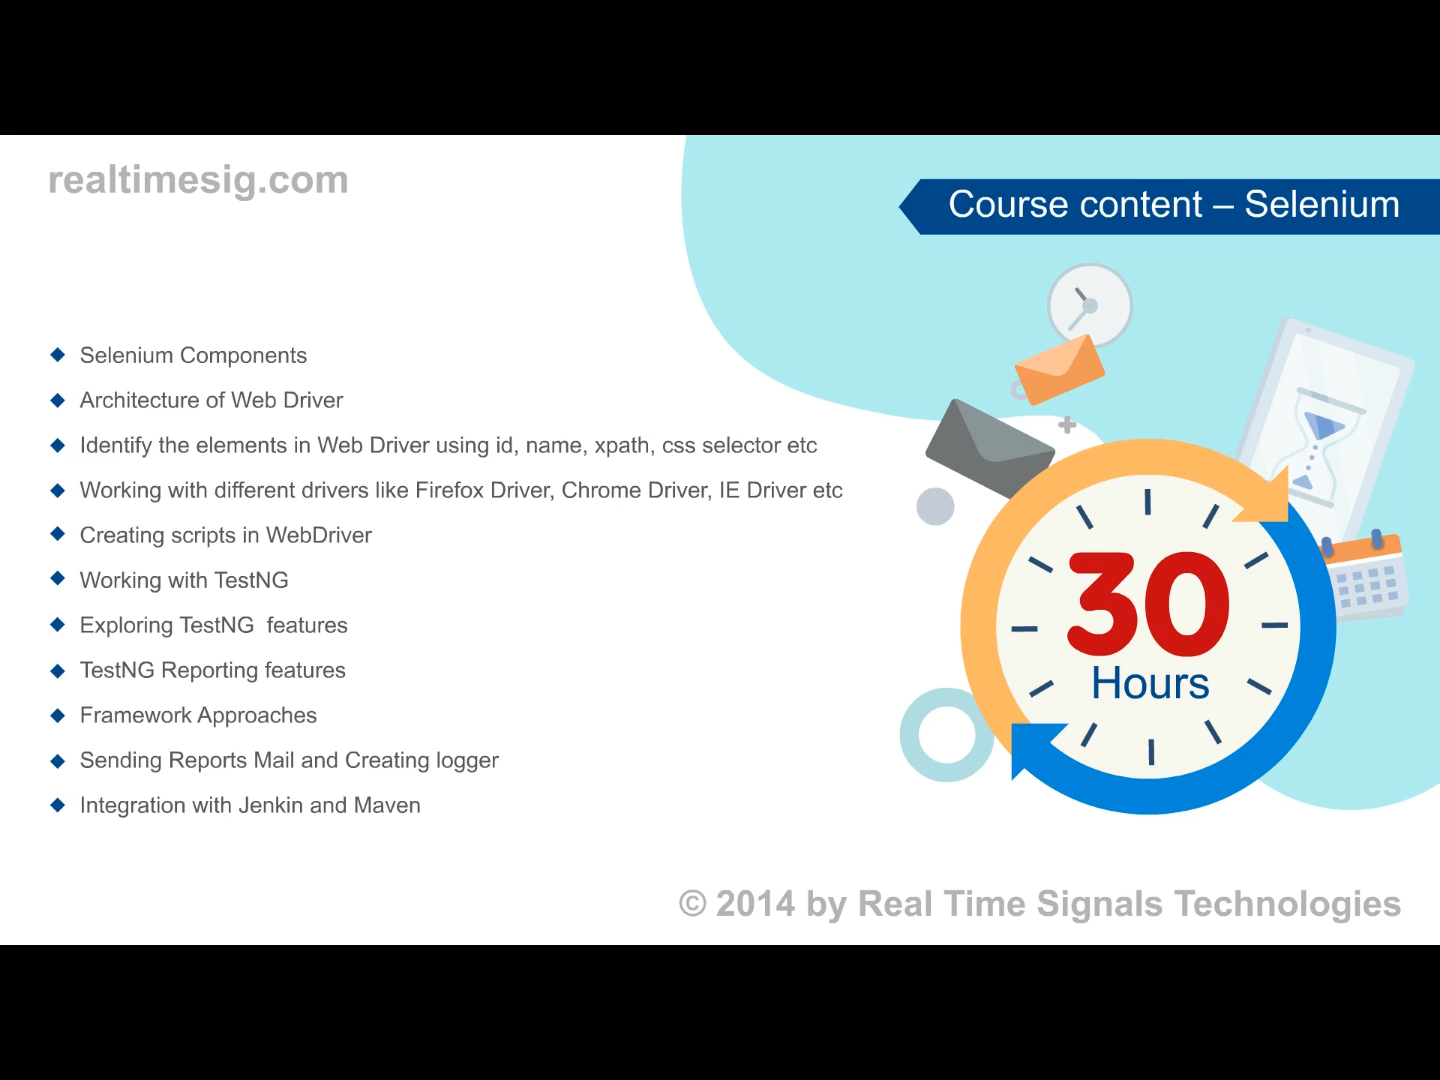 realtimesig.com
Course content – Selenium
Selenium Components
Architecture of Web Driver
Identify the elements in Web Driver using id, name, xpath, css selector etc
Working with different drivers like Firefox Driver, Chrome Driver, IE Driver etc
Creating scripts in WebDriver
Working with TestNG
Exploring TestNG  features
TestNG Reporting features
Framework Approaches
Sending Reports Mail and Creating logger
Integration with Jenkin and Maven
30
Hours
© 2014 by Real Time Signals Technologies